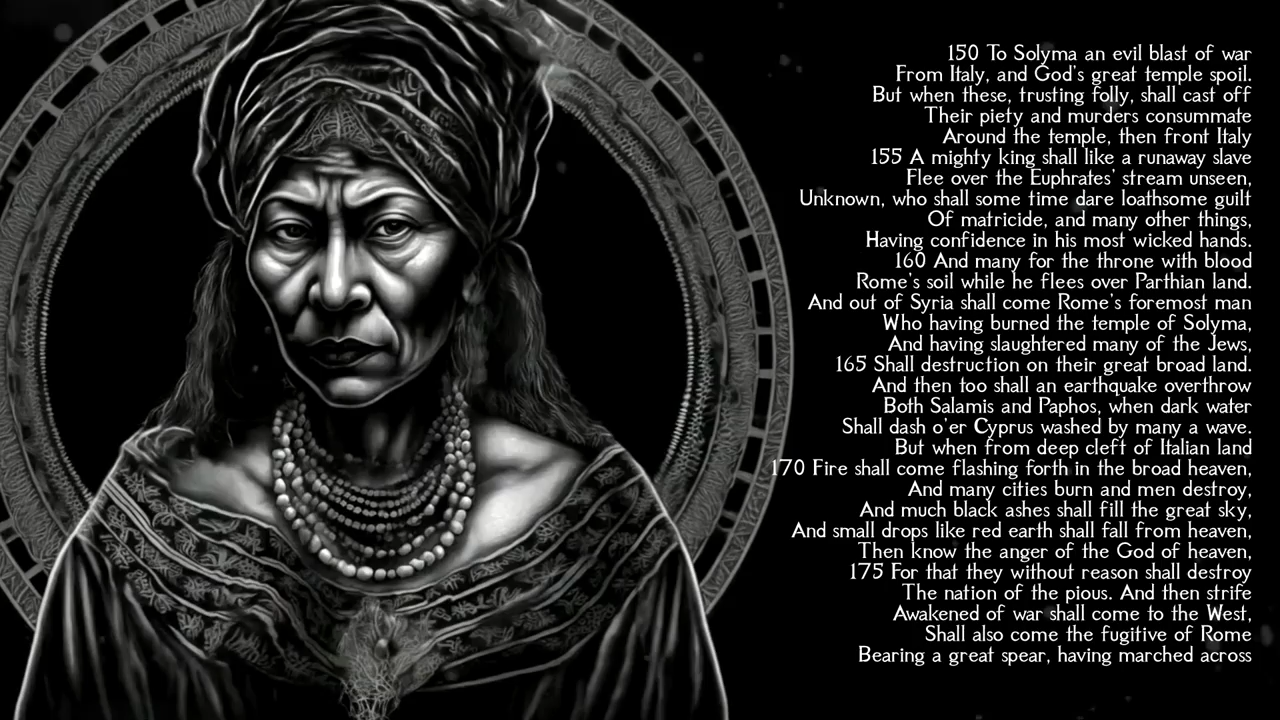 150 To Solyma an evil blast of war
From Italy, and God's great temple spoil.
But when these, trusting folly, shall cast off
Their piety and murders consummate
Around the temple, then front Italy
155 A mighty king shall like a runaway slave
Flee over the Euphrates' stream unseen,
Unknown, who shall some time dare loathsome guilt
Of matricide, and many other things,
Having confidence in his most wicked hands.
160 And many for the throne with blood
Rome's soil while he flees over Parthian land.
And out of Syria shall come Rome's foremost man
Who having burned the temple of Solyma,
And having slaughtered many of the Jews,
165 Shall destruction on their great broad land.
And then too shall an earthquake overthrow
Both Salamis and Paphos, when dark water
Shall dash o'er Cyprus washed by many a wave.
But when from deep cleft of Italian land
170 Fire shall come flashing forth in the broad heaven,
And many cities burn and men destroy,
And much black ashes shall fill the great sky,
And small drops like red earth shall fall from heaven,
Then know the anger of the God of heaven,
175 For that they without reason shall destroy
The nation of the pious. And then strife
Awakened of war shall come to the West,
Shall also come the fugitive of Rome
Bearing a great spear, having marched across